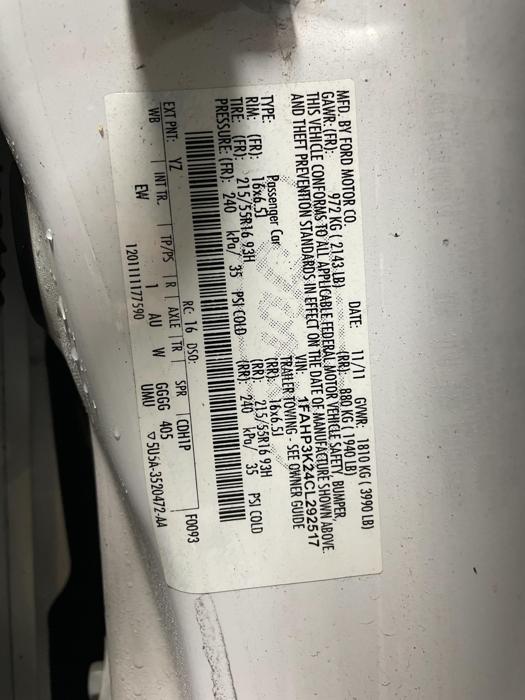 MFD. BY FORD MOTOR CO.
DATE: 11/11 GVWR: 1810 KG ( 3990 LB)
GAWR: (FR): 972 KG ( 2143 LB) (RR): 880 KG ( 1940 LB)
THIS VEHICLE CONFORMS TO ALL APPLICABLE FEDERAL MOTOR VEHICLE SAFETY, BUMPER,
AND THEFT PREVENTION STANDARDS IN EFFECT ON THE DATE OF MANUFACTURE SHOWN ABOVE.
VIN: 1FAHP3K24CL292517
TYPE: Passenger Car TRAILER TOWING - SEE OWNER GUIDE
RIM: (FR): 16x6.5J (RR): 16x6.5J
TIRE: (FR): 215/55R16 93H (RR): 215/55R16 93H
PRESSURE: (FR): 240 kPa/ 35 PSI COLD (RR): 240 kPa/ 35 PSI COLD
F0093
EXT PNT: YZ RC: 16 DSO:
WB INT TR. TP/PS R AXLE TR SPR CDH1P
EW 1 AU W GGGG 405
UMU
1201111177590 ▽5U5A-3520472-AA